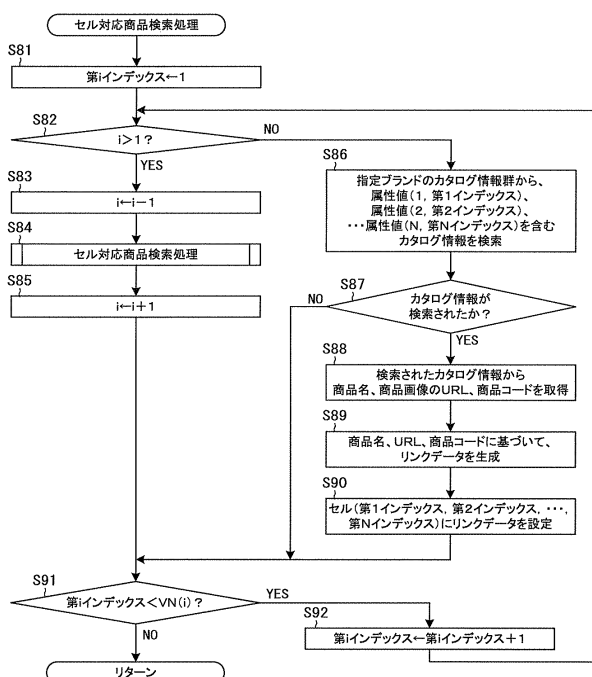 セル対応商品検索処理
S81
第iインデックス←1
S82
i>1?
NO
YES
S83
i←i−1
S84
セル対応商品検索処理
S85
i←i+1
S86
指定ブランドのカタログ情報群から、
属性値(1, 第1インデックス)、
属性値(2, 第2インデックス)、
・・・属性値(N, 第Nインデックス)を含む
カタログ情報を検索
S87
カタログ情報が
検索されたか?
NO
YES
S88
検索されたカタログ情報から
商品名、商品画像のURL、商品コードを取得
S89
商品名、URL、商品コードに基づいて、
リンクデータを生成
S90
セル(第1インデックス, 第2インデックス, ・・・,
第Nインデックス)にリンクデータを設定
S91
第iインデックス<VN(i)?
YES
NO
S92
第iインデックス←第iインデックス+1
リターン